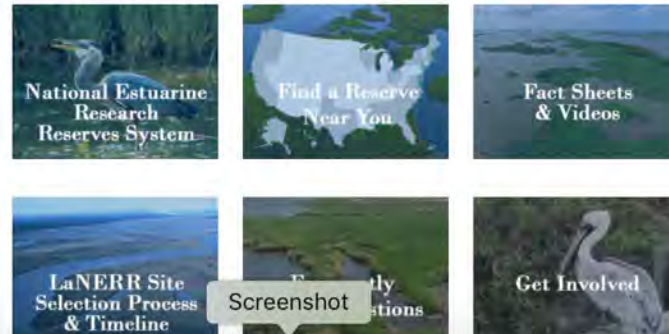 National Estuarine
Research
Reserves System
Find a Reserve
Near You
Fact Sheets
& Videos
LaNERR Site
Selection Process
& Timeline
Screenshot
Get Involved